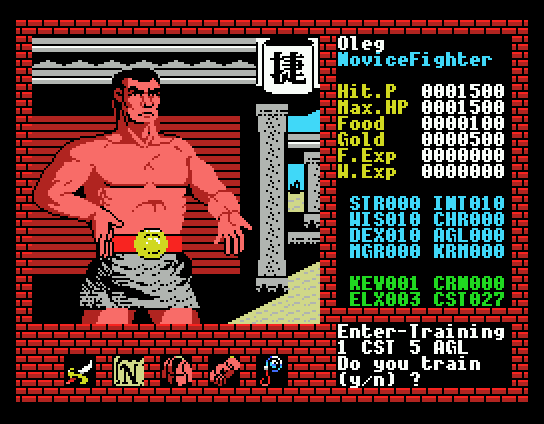 捷
Oleg
NoviceFighter
Hit.P 0001500
Max.HP 0001500
Food 0000100
Gold 0000500
F.Exp 0000000
W.Exp 0000000
STR000 INT010
WIS010 CHR000
DEX010 AGL000
MGR000 KRM000
KEY001 CRN000
ELX003 CST027
Enter-Training
1 CST 5 AGL
Do you train
(y/n) ?
N